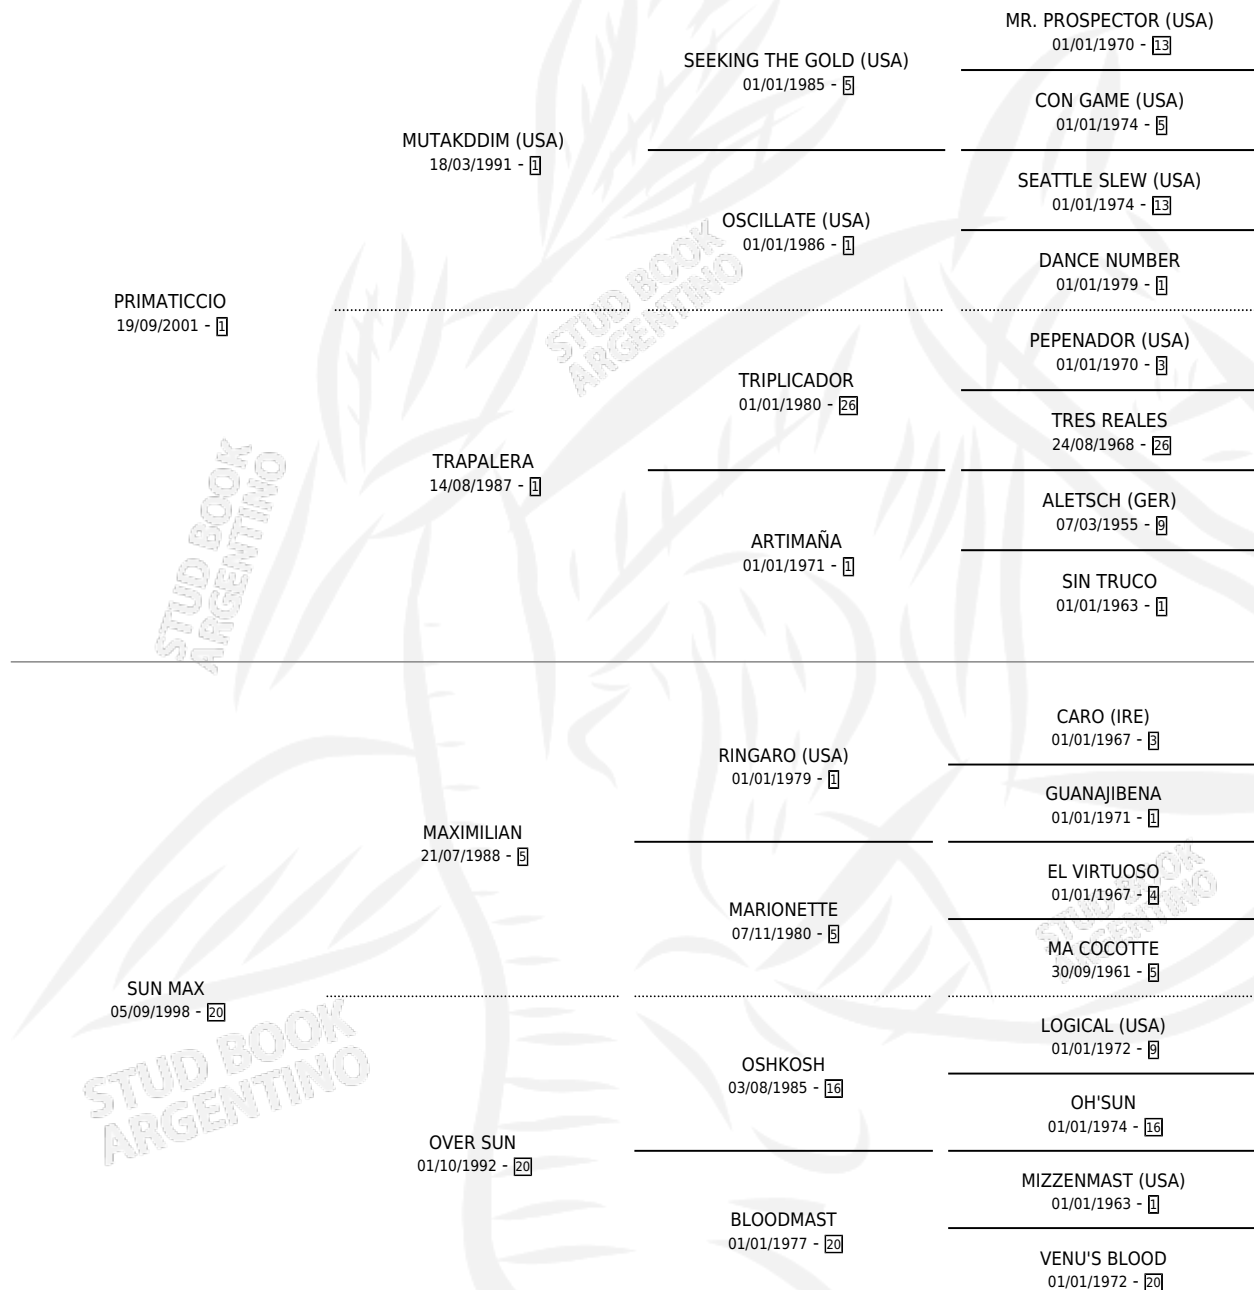 MR. PROSPECTOR (USA)
01/01/1970 - 13
SEEKING THE GOLD (USA)
01/01/1985 - 5
CON GAME (USA)
01/01/1974 - 5
MUTAKDDIM (USA)
18/03/1991 - 1
SEATTLE SLEW (USA)
01/01/1974 - 13
OSCILLATE (USA)
01/01/1986 - 1
DANCE NUMBER
01/01/1979 - 1
STUD BOOK
ARGENTINO
PRIMATICCIO
19/09/2001 - 1
PEPENADOR (USA)
01/01/1970 - 3
TRIPLICADOR
01/01/1980 - 26
TRES REALES
24/08/1968 - 26
TRAPALERA
14/08/1987 - 1
ALETSCH (GER)
07/03/1955 - 9
ARTIMAÑA
01/01/1971 - 1
SIN TRUCO
01/01/1963 - 1
STUD BOOK
ARGENTINO
CARO (IRE)
01/01/1967 - 3
RINGARO (USA)
01/01/1979 - 1
GUANAJIBENA
01/01/1971 - 1
MAXIMILIAN
21/07/1988 - 5
EL VIRTUOSO
01/01/1967 - 4
MARIONETTE
07/11/1980 - 5
MA COCOTTE
30/09/1961 - 5
STUD BOOK
ARGENTINO
SUN MAX
05/09/1998 - 20
LOGICAL (USA)
01/01/1972 - 9
OSHKOSH
03/08/1985 - 16
OH'SUN
01/01/1974 - 16
STUD BOOK
ARGENTINO
OVER SUN
01/10/1992 - 20
MIZZENMAST (USA)
01/01/1963 - 1
BLOODMAST
01/01/1977 - 20
VENU'S BLOOD
01/01/1972 - 20